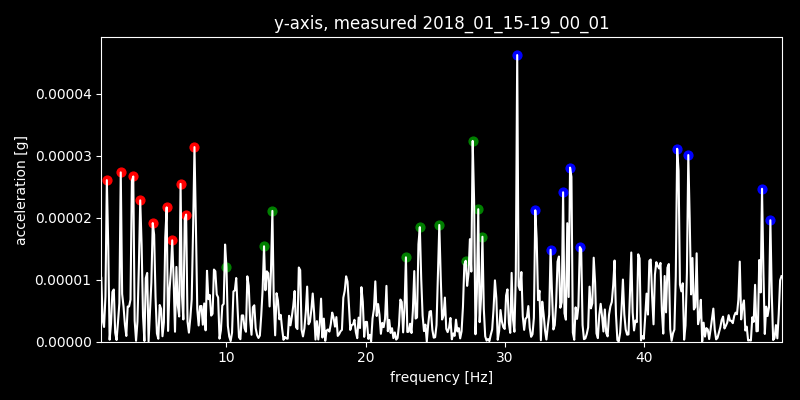 y-axis, measured 2018_01_15-19_00_01
acceleration [g]
0.00004
0.00003
0.00002
0.00001
0.00000
10 20 30 40
frequency [Hz]